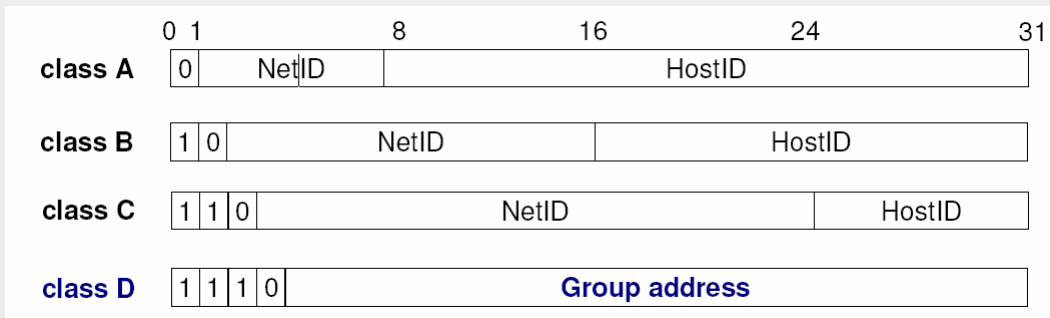 0 1 8 16 24 31
class A 0 NetID HostID
class B 1 0 NetID HostID
class C 1 1 0 NetID HostID
class D 1 1 1 0 Group address